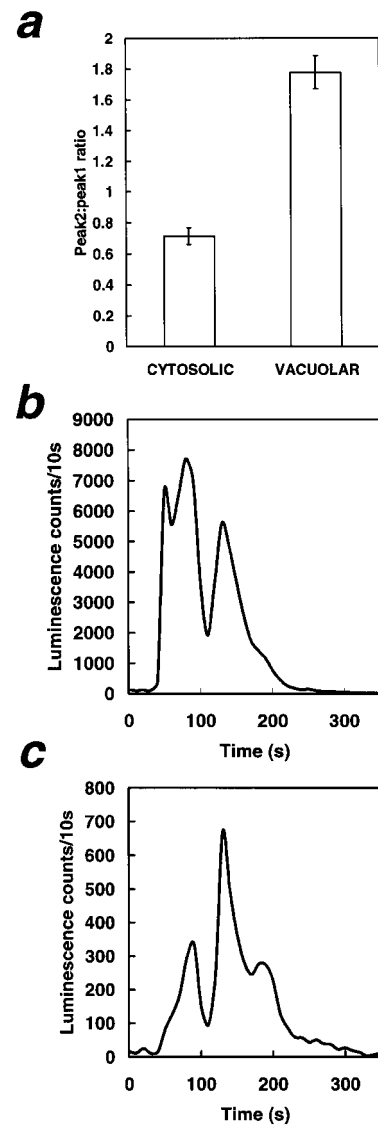 a
Peak2:peak1 ratio
2
1.8
1.6
1.4
1.2
1
0.8
0.6
0.4
0.2
0
CYTOSOLIC VACUOLAR
b
Luminescence counts/10s
9000
8000
7000
6000
5000
4000
3000
2000
1000
0
0 100 200 300
Time (s)
c
Luminescence counts/10s
800
700
600
500
400
300
200
100
0
0 100 200 300
Time (s)